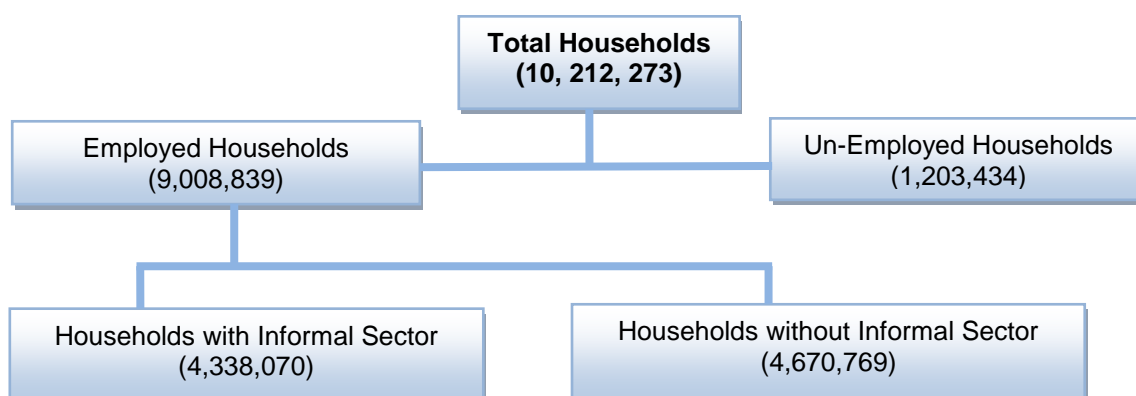 Total Households
(10, 212, 273)
Employed Households
(9,008,839)
Un-Employed Households
(1,203,434)
Households with Informal Sector
(4,338,070)
Households without Informal Sector
(4,670,769)